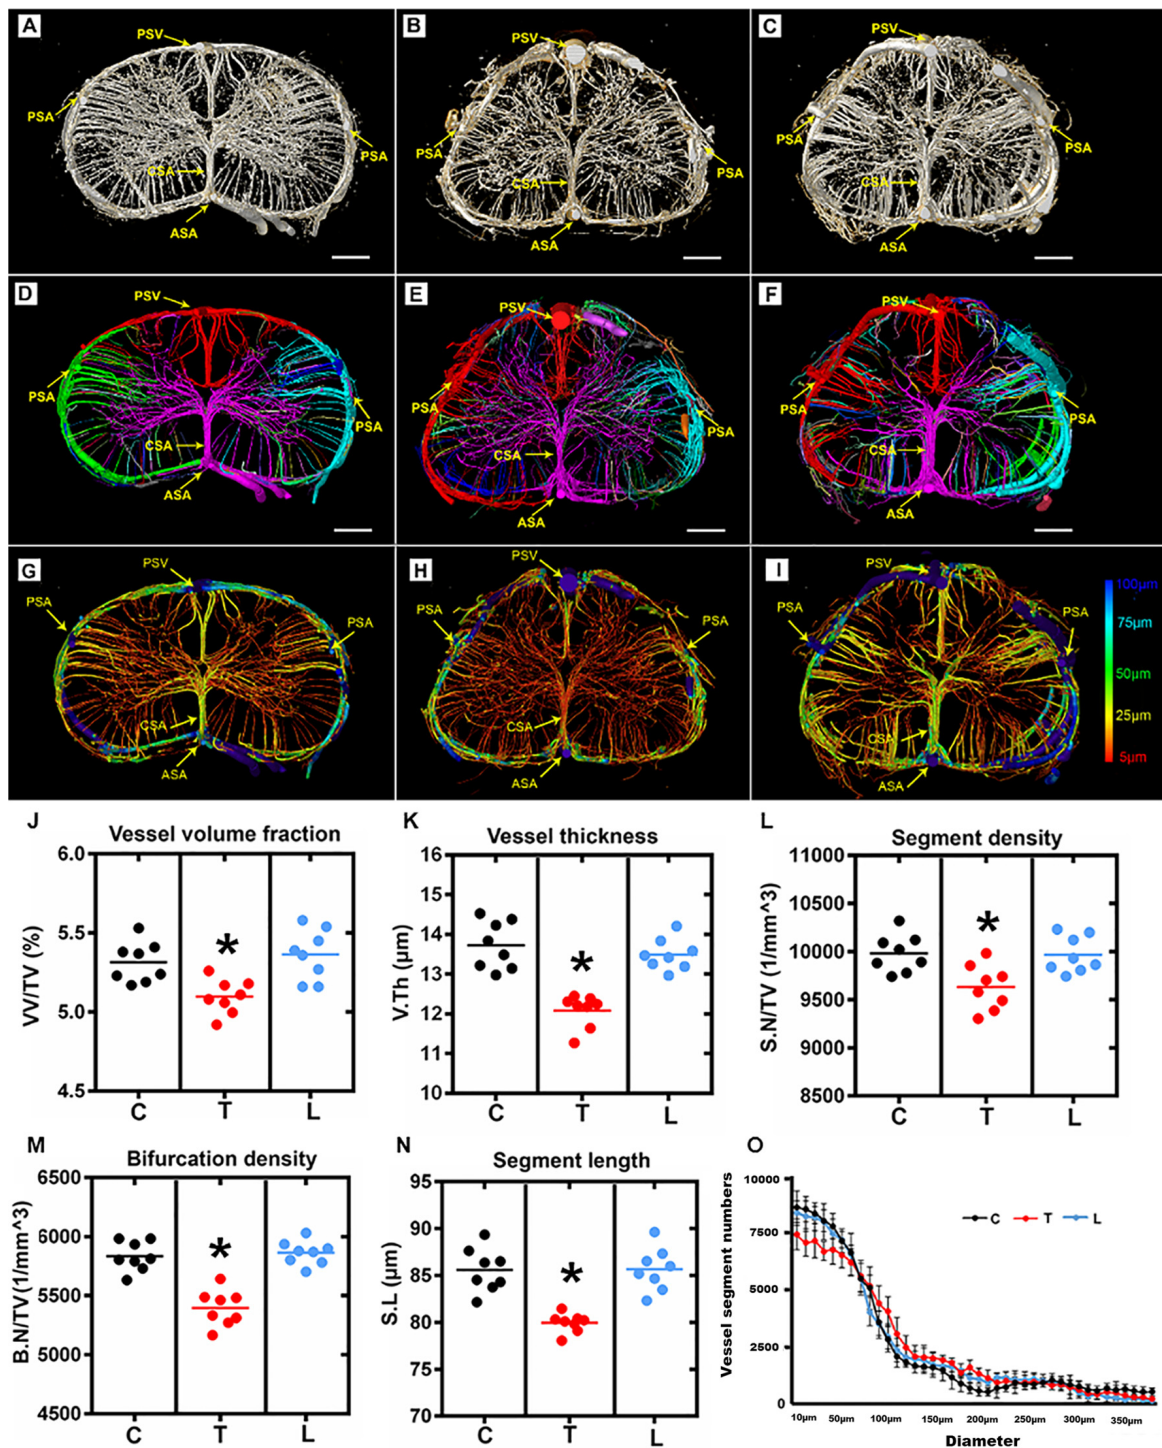 A
PSV
PSA
PSA
CSA
ASA
B
PSV
PSA
PSA
CSA
ASA
C
PSV
PSA
PSA
CSA
ASA
D
PSV
PSA
PSA
CSA
ASA
E
PSV
PSA
PSA
CSA
ASA
F
PSV
PSA
PSA
CSA
ASA
G
PSV
PSA
PSA
CSA
ASA
H
PSV
PSA
PSA
CSA
ASA
I
PSV
PSA
PSA
CSA
ASA
100µm
75µm
50µm
25µm
5µm
J
Vessel volume fraction
VV/TV (%)
6.0
5.5
5.0
4.5
*
C T L
K
Vessel thickness
V.Th (µm)
16
15
14
13
12
11
10
*
C T L
L
Segment density
S.N/TV (1/mm^3)
11000
10500
10000
9500
9000
8500
*
C T L
M
Bifurcation density
B.N/TV (1/mm^3)
6500
6000
5500
5000
4500
*
C T L
N
Segment length
S.L (µm)
95
90
85
80
75
70
*
C T L
O
Vessel segment numbers
10000
7500
5000
2500
0
C T L
10µm 50µm 100µm 150µm 200µm 250µm 300µm 350µm
Diameter